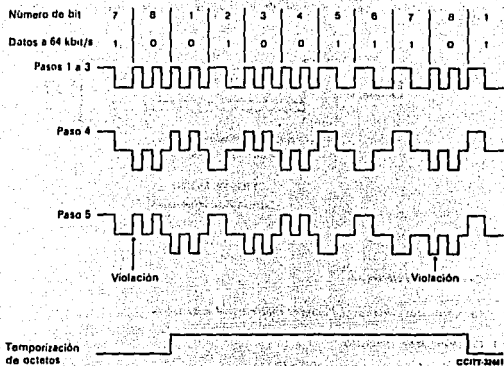 Número de bit 7 8 1 2 3 4 5 6 7 8 1
Datos a 64 kbit/s 1 0 0 1 0 0 1 1 1 0 1
Pasos 1 a 3
Paso 4
Paso 5
Violación Violación
Temporización
de octetos